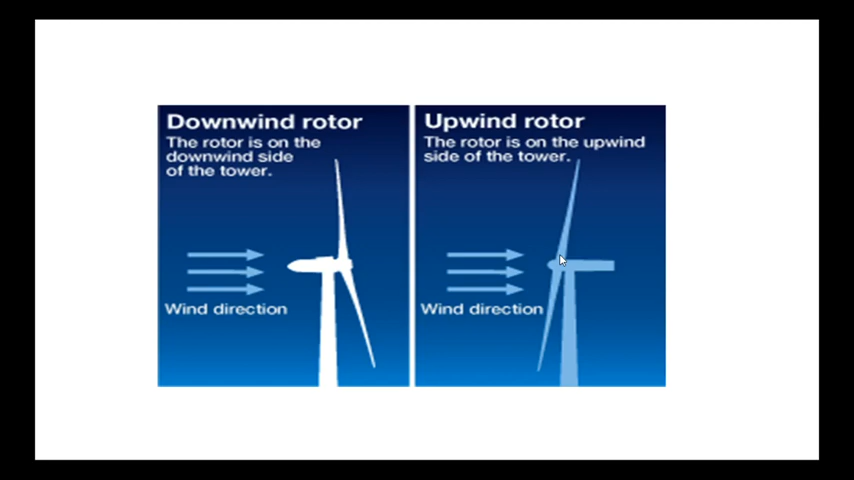 Downwind rotor
The rotor is on the
downwind side
of the tower.
Wind direction
Upwind rotor
The rotor is on the upwind
side of the tower.
Wind direction